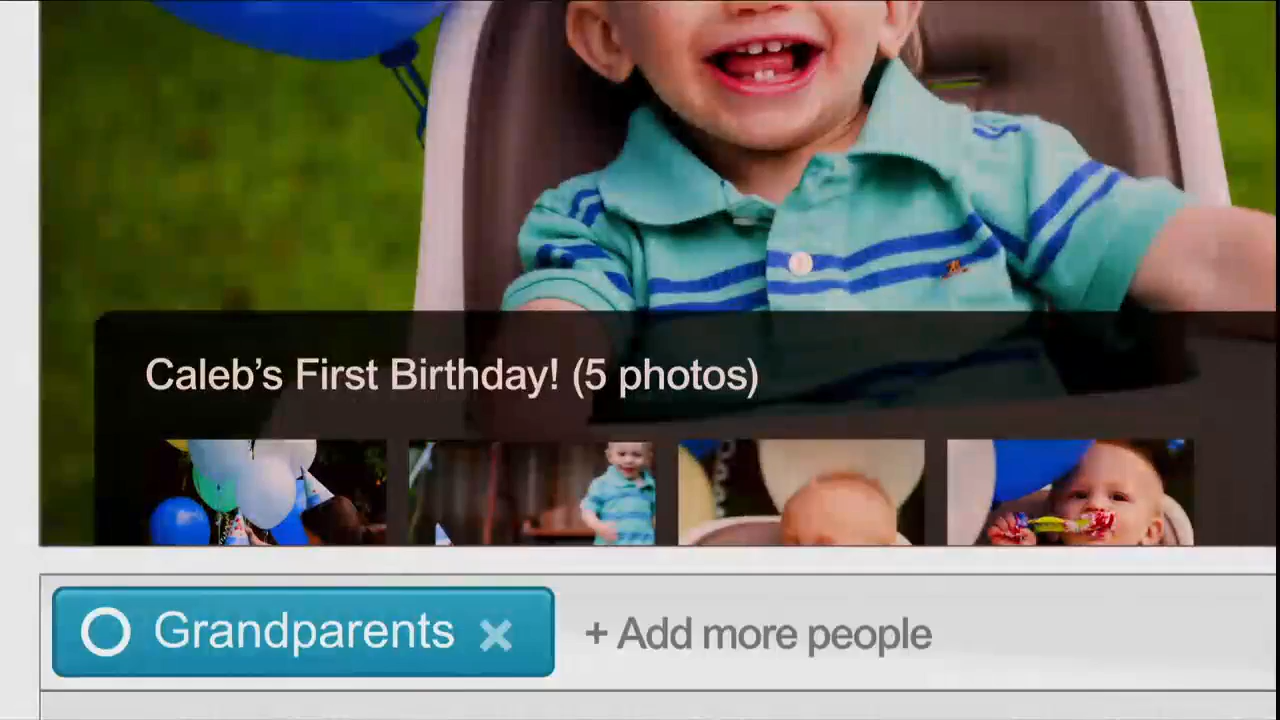 Caleb’s First Birthday! (5 photos)
Grandparents ×
+ Add more people